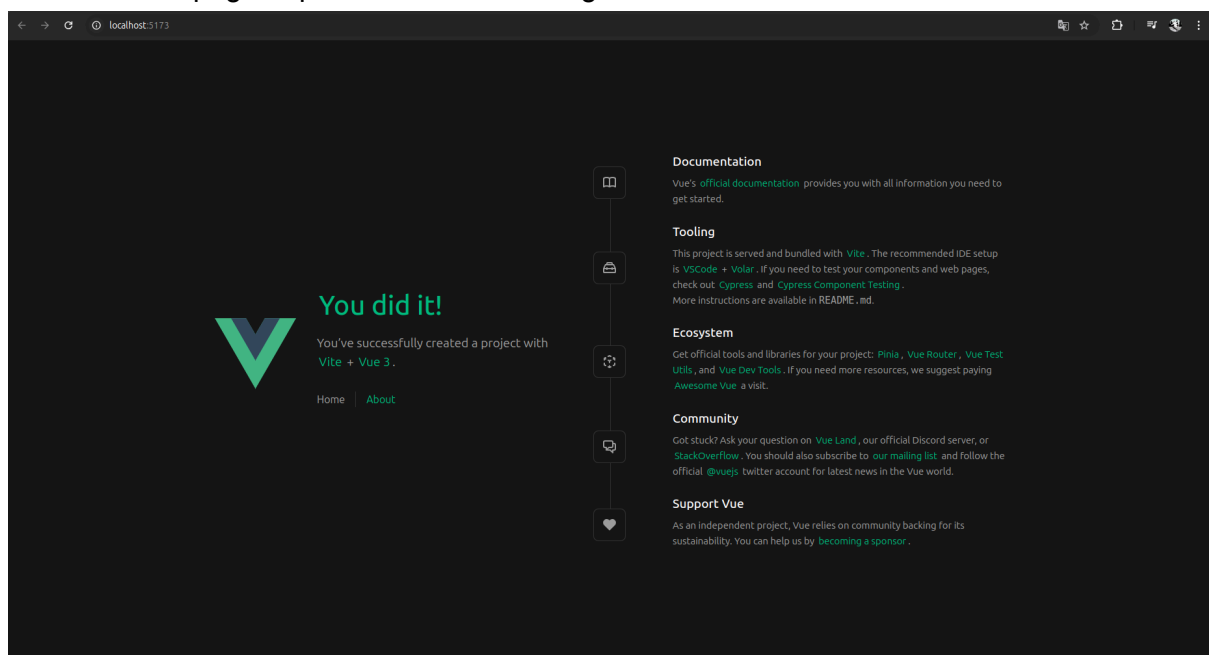 localhost:5173
You did it!
You've successfully created a project with
Vite + Vue 3.
Home About
Documentation
Vue's official documentation provides you with all information you need to
get started.
Tooling
This project is served and bundled with Vite. The recommended IDE setup
is VSCode + Volar. If you need to test your components and web pages,
check out Cypress and Cypress Component Testing.
More instructions are available in README.md.
Ecosystem
Get official tools and libraries for your project: Pinia, Vue Router, Vue Test
Utils, and Vue Dev Tools. If you need more resources, we suggest paying
Awesome Vue a visit.
Community
Got stuck? Ask your question on Vue Land, our official Discord server, or
StackOverflow. You should also subscribe to our mailing list and follow the
official @vuejs twitter account for latest news in the Vue world.
Support Vue
As an independent project, Vue relies on community backing for its
sustainability. You can help us by becoming a sponsor.